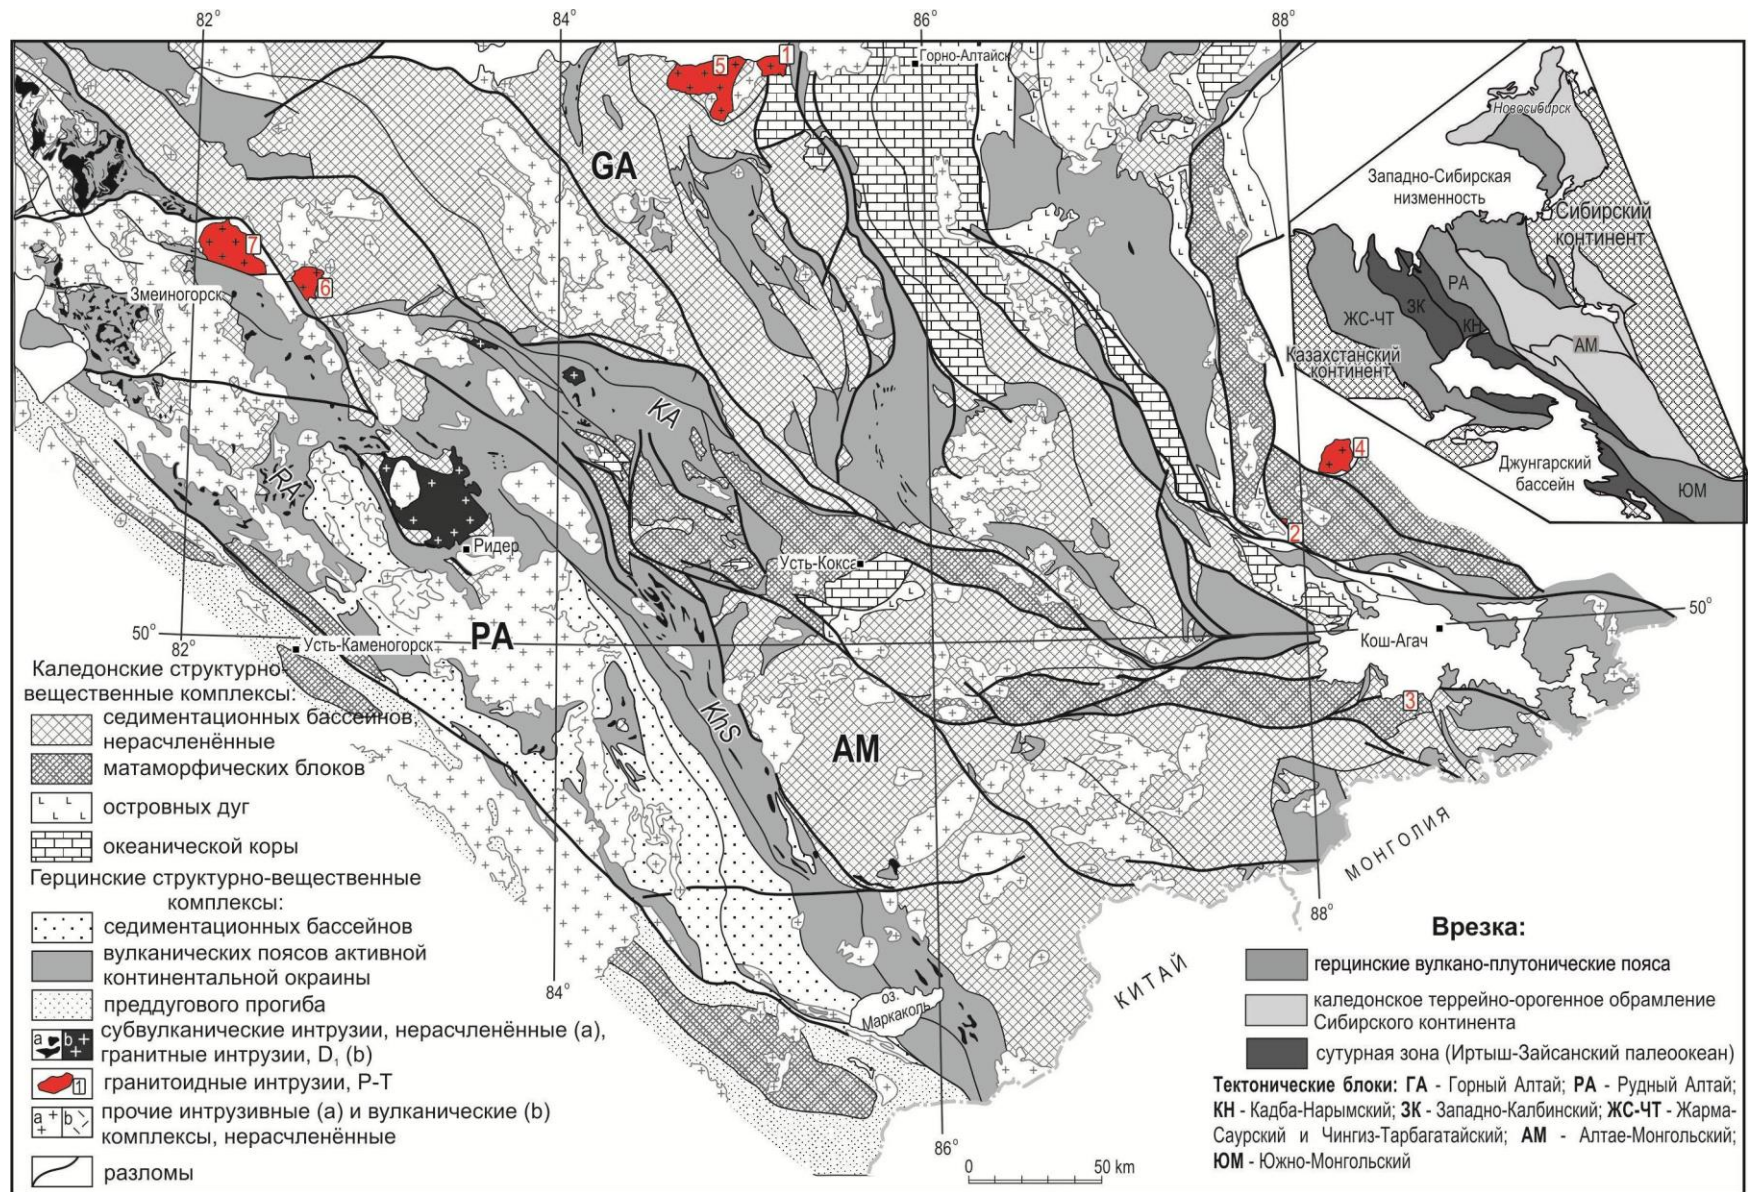 82°
84°
86°
88°
1
5
Горно-Алтайск
GA
7
6
Змеиногорск
КА
RA
Ридер
4
2
Усть-Кокса
50°
50°
82°
Усть-Каменогорск
РА
Кош-Агач
3
KhS
АМ
МОНГОЛИЯ
88°
КИТАЙ
84°
оз.
Маркаколь
86°
0
50 km
Новосибирск
Западно-Сибирская
низменность
Сибирский
континент
РА
ЗК
ЖС-ЧТ
КН
АМ
Казахстанский
континент
Джунгарский
бассейн
ЮМ
Каледонские структурно-
вещественные комплексы:
седиментационных бассейнов,
нерасчленённые
матаморфических блоков
островных дуг
океанической коры
Герцинские структурно-вещественные
комплексы:
седиментационных бассейнов
вулканических поясов активной
континентальной окраины
преддугового прогиба
a b субвулканические интрузии, нерасчленённые (а),
гранитные интрузии, D₁ (b)
1 гранитоидные интрузии, P-T
a b прочие интрузивные (а) и вулканические (b)
комплексы, нерасчленённые
разломы
Врезка:
герцинские вулкано-плутонические пояса
каледонское террейно-орогенное обрамление
Сибирского континента
сутурная зона (Иртыш-Зайсанский палеоокеан)
Тектонические блоки: ГА - Горный Алтай; РА - Рудный Алтай;
КН - Кадба-Нарымский; ЗК - Западно-Калбинский; ЖС-ЧТ - Жарма-
Саурский и Чингиз-Тарбагатайский; АМ - Алтае-Монгольский;
ЮМ - Южно-Монгольский